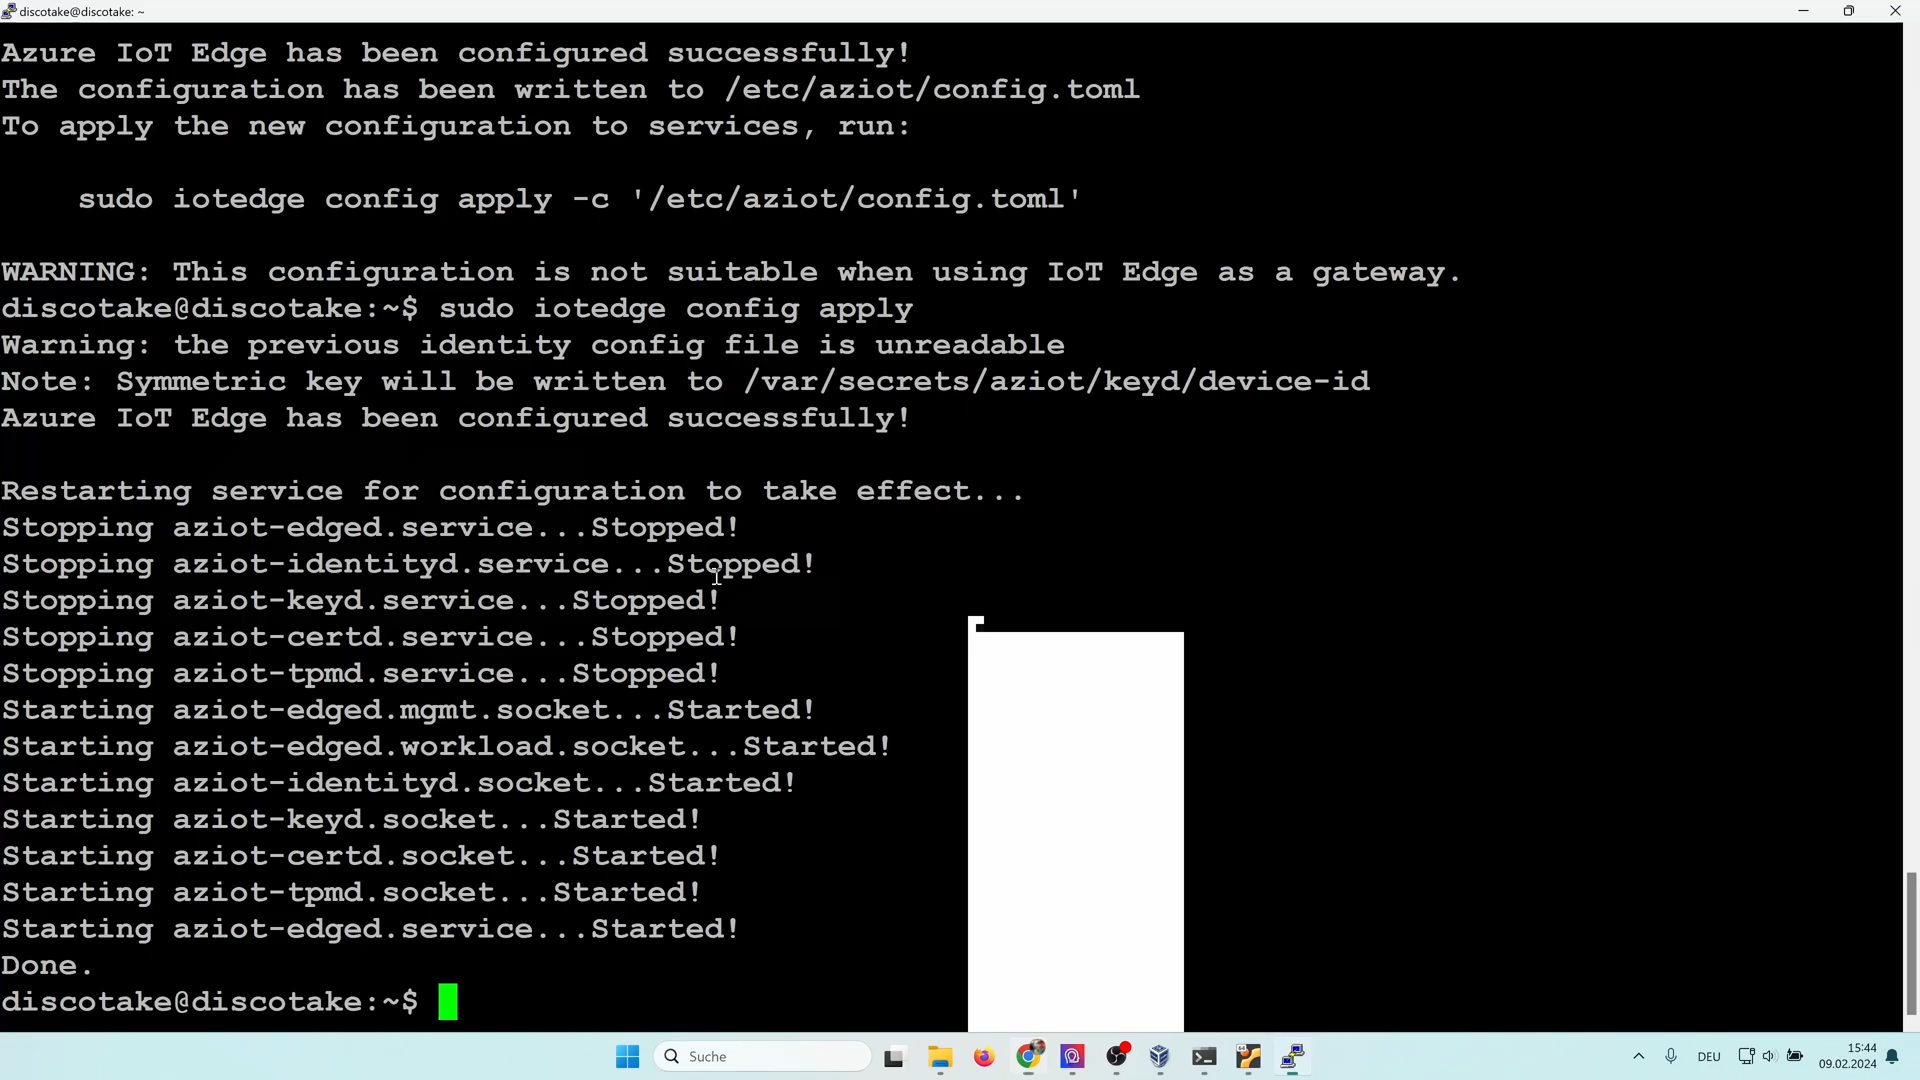 discotake@discotake: ~
Azure IoT Edge has been configured successfully!
The configuration has been written to /etc/aziot/config.toml
To apply the new configuration to services, run:
sudo iotedge config apply -c '/etc/aziot/config.toml'
WARNING: This configuration is not suitable when using IoT Edge as a gateway.
discotake@discotake:~$ sudo iotedge config apply
Warning: the previous identity config file is unreadable
Note: Symmetric key will be written to /var/secrets/aziot/keyd/device-id
Azure IoT Edge has been configured successfully!
Restarting service for configuration to take effect...
Stopping aziot-edged.service...Stopped!
Stopping aziot-identityd.service...Stopped!
Stopping aziot-keyd.service...Stopped!
Stopping aziot-certd.service...Stopped!
Stopping aziot-tpmd.service...Stopped!
Starting aziot-edged.mgmt.socket...Started!
Starting aziot-edged.workload.socket...Started!
Starting aziot-identityd.socket...Started!
Starting aziot-keyd.socket...Started!
Starting aziot-certd.socket...Started!
Starting aziot-tpmd.socket...Started!
Starting aziot-edged.service...Started!
Done.
discotake@discotake:~$
Suche
DEU
15:44
09.02.2024